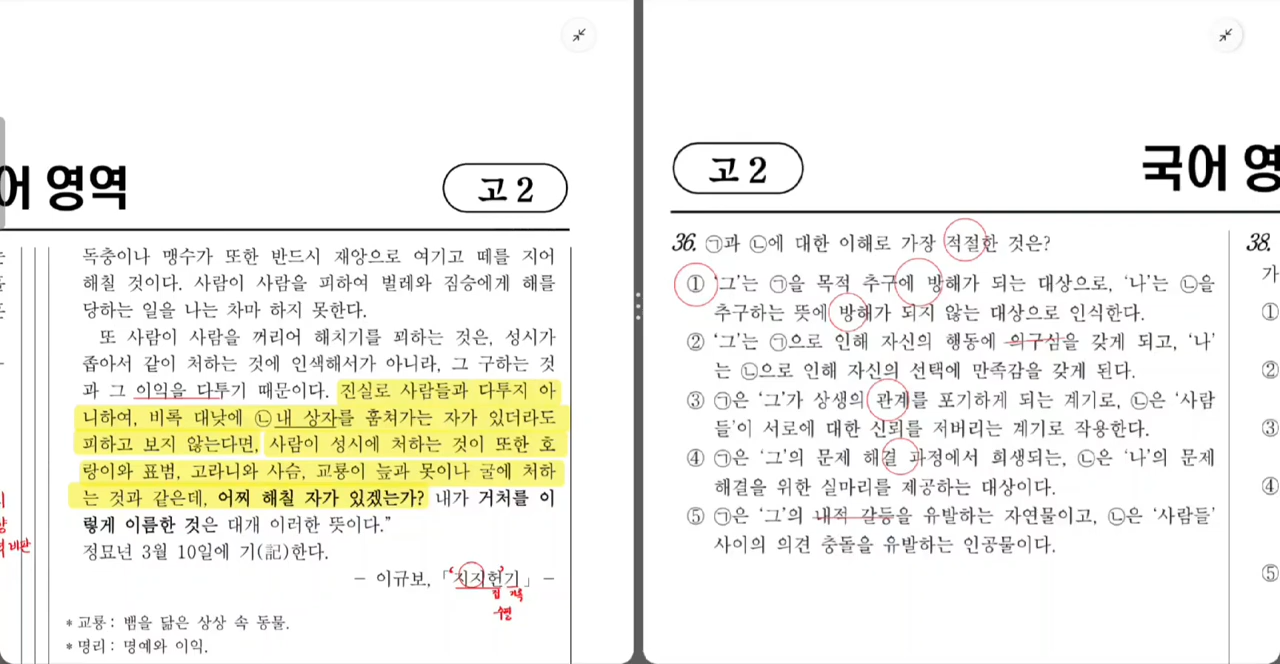 어 영역
고 2
독충이나 맹수가 또한 반드시 재앙으로 여기고 떼를 지어
해칠 것이다. 사람이 사람을 피하여 벌레와 짐승에게 해를
당하는 일을 나는 차마 하지 못한다.
또 사람이 사람을 꺼리어 해치기를 꾀하는 것은, 성시가
좁아서 같이 처하는 것에 인색해서가 아니라, 그 구하는 것
과 그 이익을 다투기 때문이다. 진실로 사람들과 다투지 아
니하여, 비록 대낮에 ㉡내 상자를 훔쳐가는 자가 있더라도
피하고 보지 않는다면, 사람이 성시에 처하는 것이 또한 호
랑이와 표범, 고라니와 사슴, 교룡이 늪과 못이나 굴에 처하
는 것과 같은데, 어찌 해칠 자가 있겠는가? 내가 거처를 이
렇게 이름한 것은 대개 이러한 뜻이다.”
정묘년 3월 10일에 기(記)한다.
- 이규보, 「지지헌기」 -
집 기록
수필
비판
* 교룡: 뱀을 닮은 상상 속 동물.
* 명리: 명예와 이익.
고 2
국어 영
36. ㉠과 ㉡에 대한 이해로 가장 적절한 것은?
① ‘그’는 ㉠을 목적 추구에 방해가 되는 대상으로, ‘나’는 ㉡을
추구하는 뜻에 방해가 되지 않는 대상으로 인식한다.
② ‘그’는 ㉠으로 인해 자신의 행동에 의구심을 갖게 되고, ‘나’
는 ㉡으로 인해 자신의 선택에 만족감을 갖게 된다.
③ ㉠은 ‘그’가 상생의 관계를 포기하게 되는 계기로, ㉡은 ‘사람
들’이 서로에 대한 신뢰를 저버리는 계기로 작용한다.
④ ㉠은 ‘그’의 문제 해결 과정에서 희생되는, ㉡은 ‘나’의 문제
해결을 위한 실마리를 제공하는 대상이다.
⑤ ㉠은 ‘그’의 내적 갈등을 유발하는 자연물이고, ㉡은 ‘사람들’
사이의 의견 충돌을 유발하는 인공물이다.
38.
가
①
②
③
④
⑤